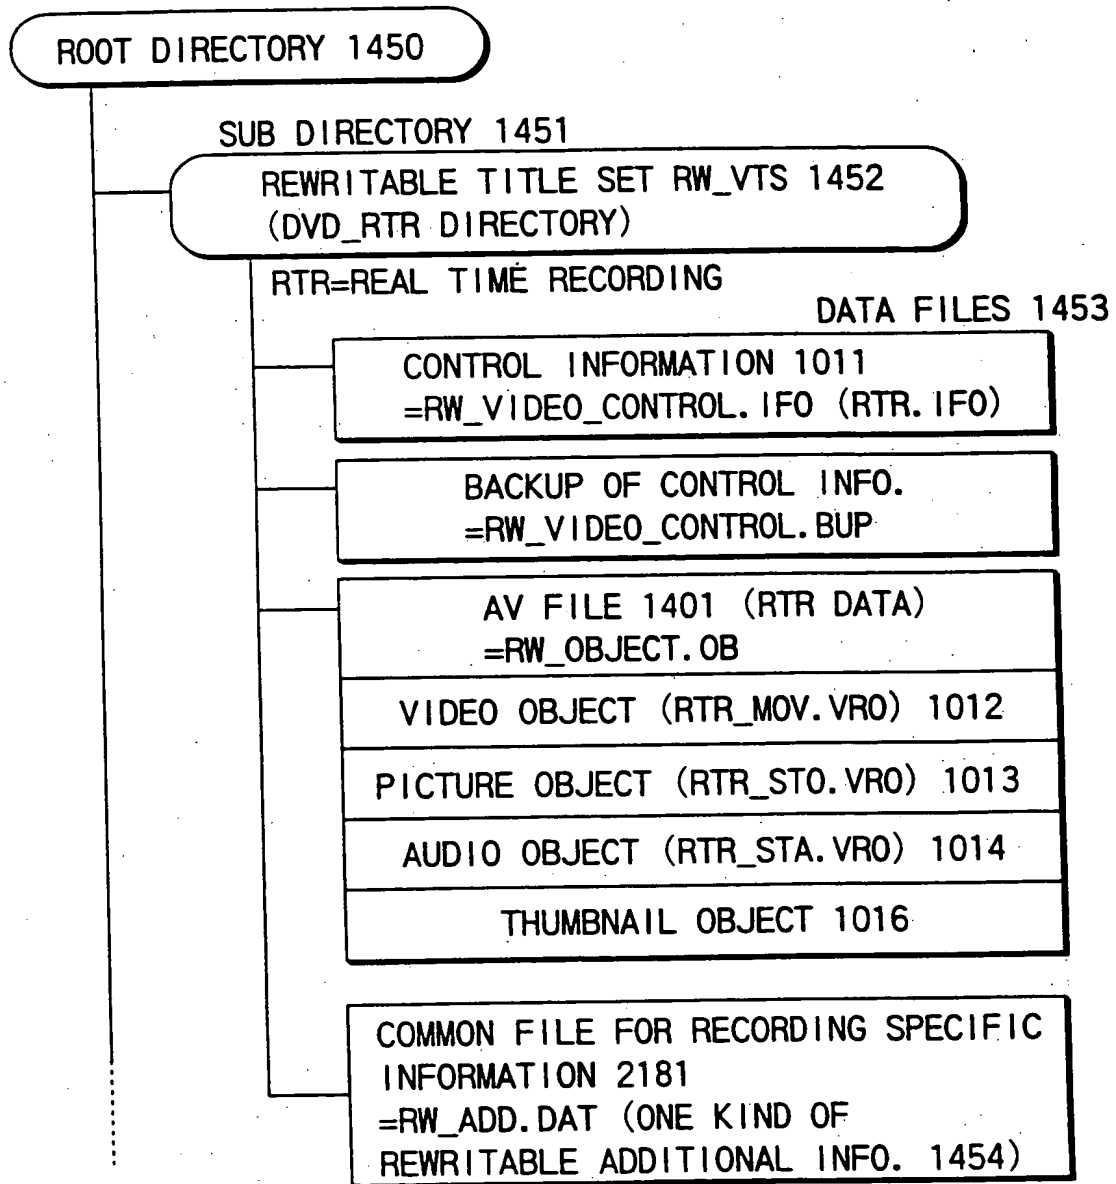 ROOT DIRECTORY 1450
SUB DIRECTORY 1451
REWRITABLE TITLE SET RW_VTS 1452
(DVD_RTR DIRECTORY)
RTR=REAL TIME RECORDING
DATA FILES 1453
CONTROL INFORMATION 1011
=RW_VIDEO_CONTROL.IFO (RTR.IFO)
BACKUP OF CONTROL INFO.
=RW_VIDEO_CONTROL.BUP
AV FILE 1401 (RTR DATA)
=RW_OBJECT.OB
VIDEO OBJECT (RTR_MOV.VRO) 1012
PICTURE OBJECT (RTR_STO.VRO) 1013
AUDIO OBJECT (RTR_STA.VRO) 1014
THUMBNAIL OBJECT 1016
COMMON FILE FOR RECORDING SPECIFIC
INFORMATION 2181
=RW_ADD.DAT (ONE KIND OF
REWRITABLE ADDITIONAL INFO. 1454)